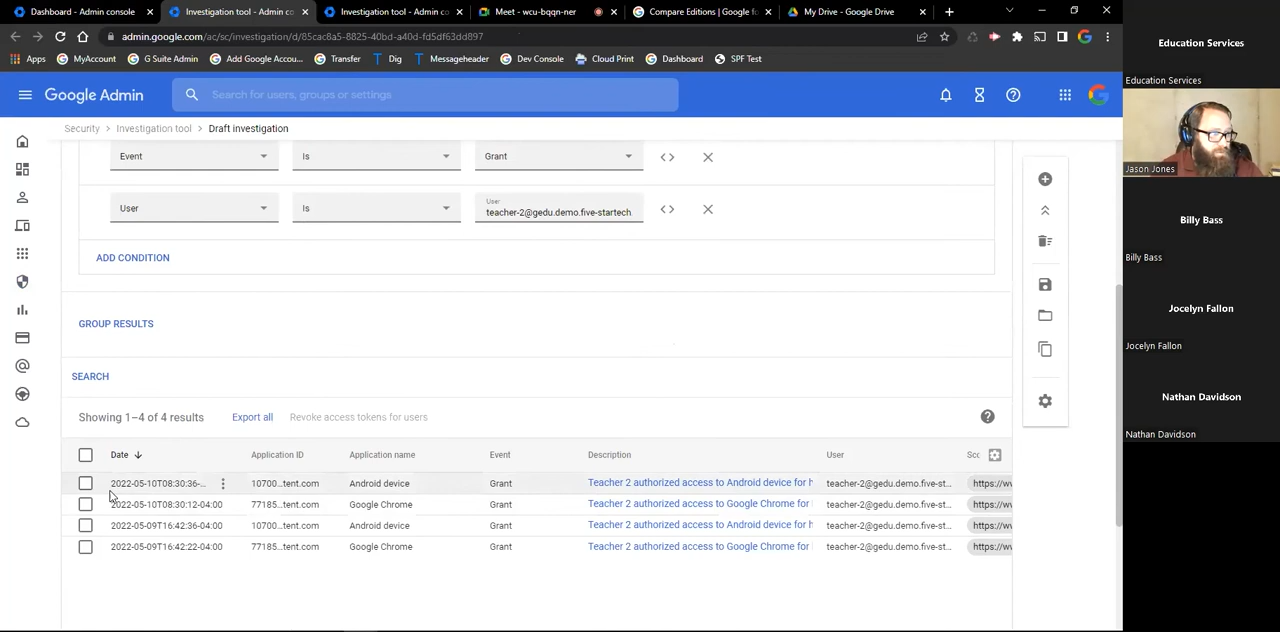 Dashboard - Admin console
Investigation tool - Admin co
Investigation tool - Admin co
Meet - wcu-bqqn-ner
Compare Editions | Google f
My Drive - Google Drive
admin.google.com/ac/sc/investigation/d/85cac8a5-8825-40bd-a40d-fd5df63dd897
Apps MyAccount G Suite Admin Add Google Accou... Transfer Dig Messageheader Dev Console Cloud Print Dashboard SPF Test
Google Admin
Search for users, groups or settings
Security > Investigation tool > Draft investigation
Event Is Grant
User
User Is teacher-2@gedu.demo.five-startech.
ADD CONDITION
GROUP RESULTS
SEARCH
Showing 1–4 of 4 results Export all Revoke access tokens for users
Date Application ID Application name Event Description User Sco
2022-05-10T08:30:36-... 10700...tent.com Android device Grant Teacher 2 authorized access to Android device for h teacher-2@gedu.demo.five-st... https://w
2022-05-10T08:30:12-04:00 77185...tent.com Google Chrome Grant Teacher 2 authorized access to Google Chrome for teacher-2@gedu.demo.five-st... https://w
2022-05-09T16:42:36-04:00 10700...tent.com Android device Grant Teacher 2 authorized access to Android device for h teacher-2@gedu.demo.five-st... https://w
2022-05-09T16:42:22-04:00 77185...tent.com Google Chrome Grant Teacher 2 authorized access to Google Chrome for teacher-2@gedu.demo.five-st... https://w
Education Services
Education Services
Jason Jones
Billy Bass
Billy Bass
Jocelyn Fallon
Jocelyn Fallon
Nathan Davidson
Nathan Davidson